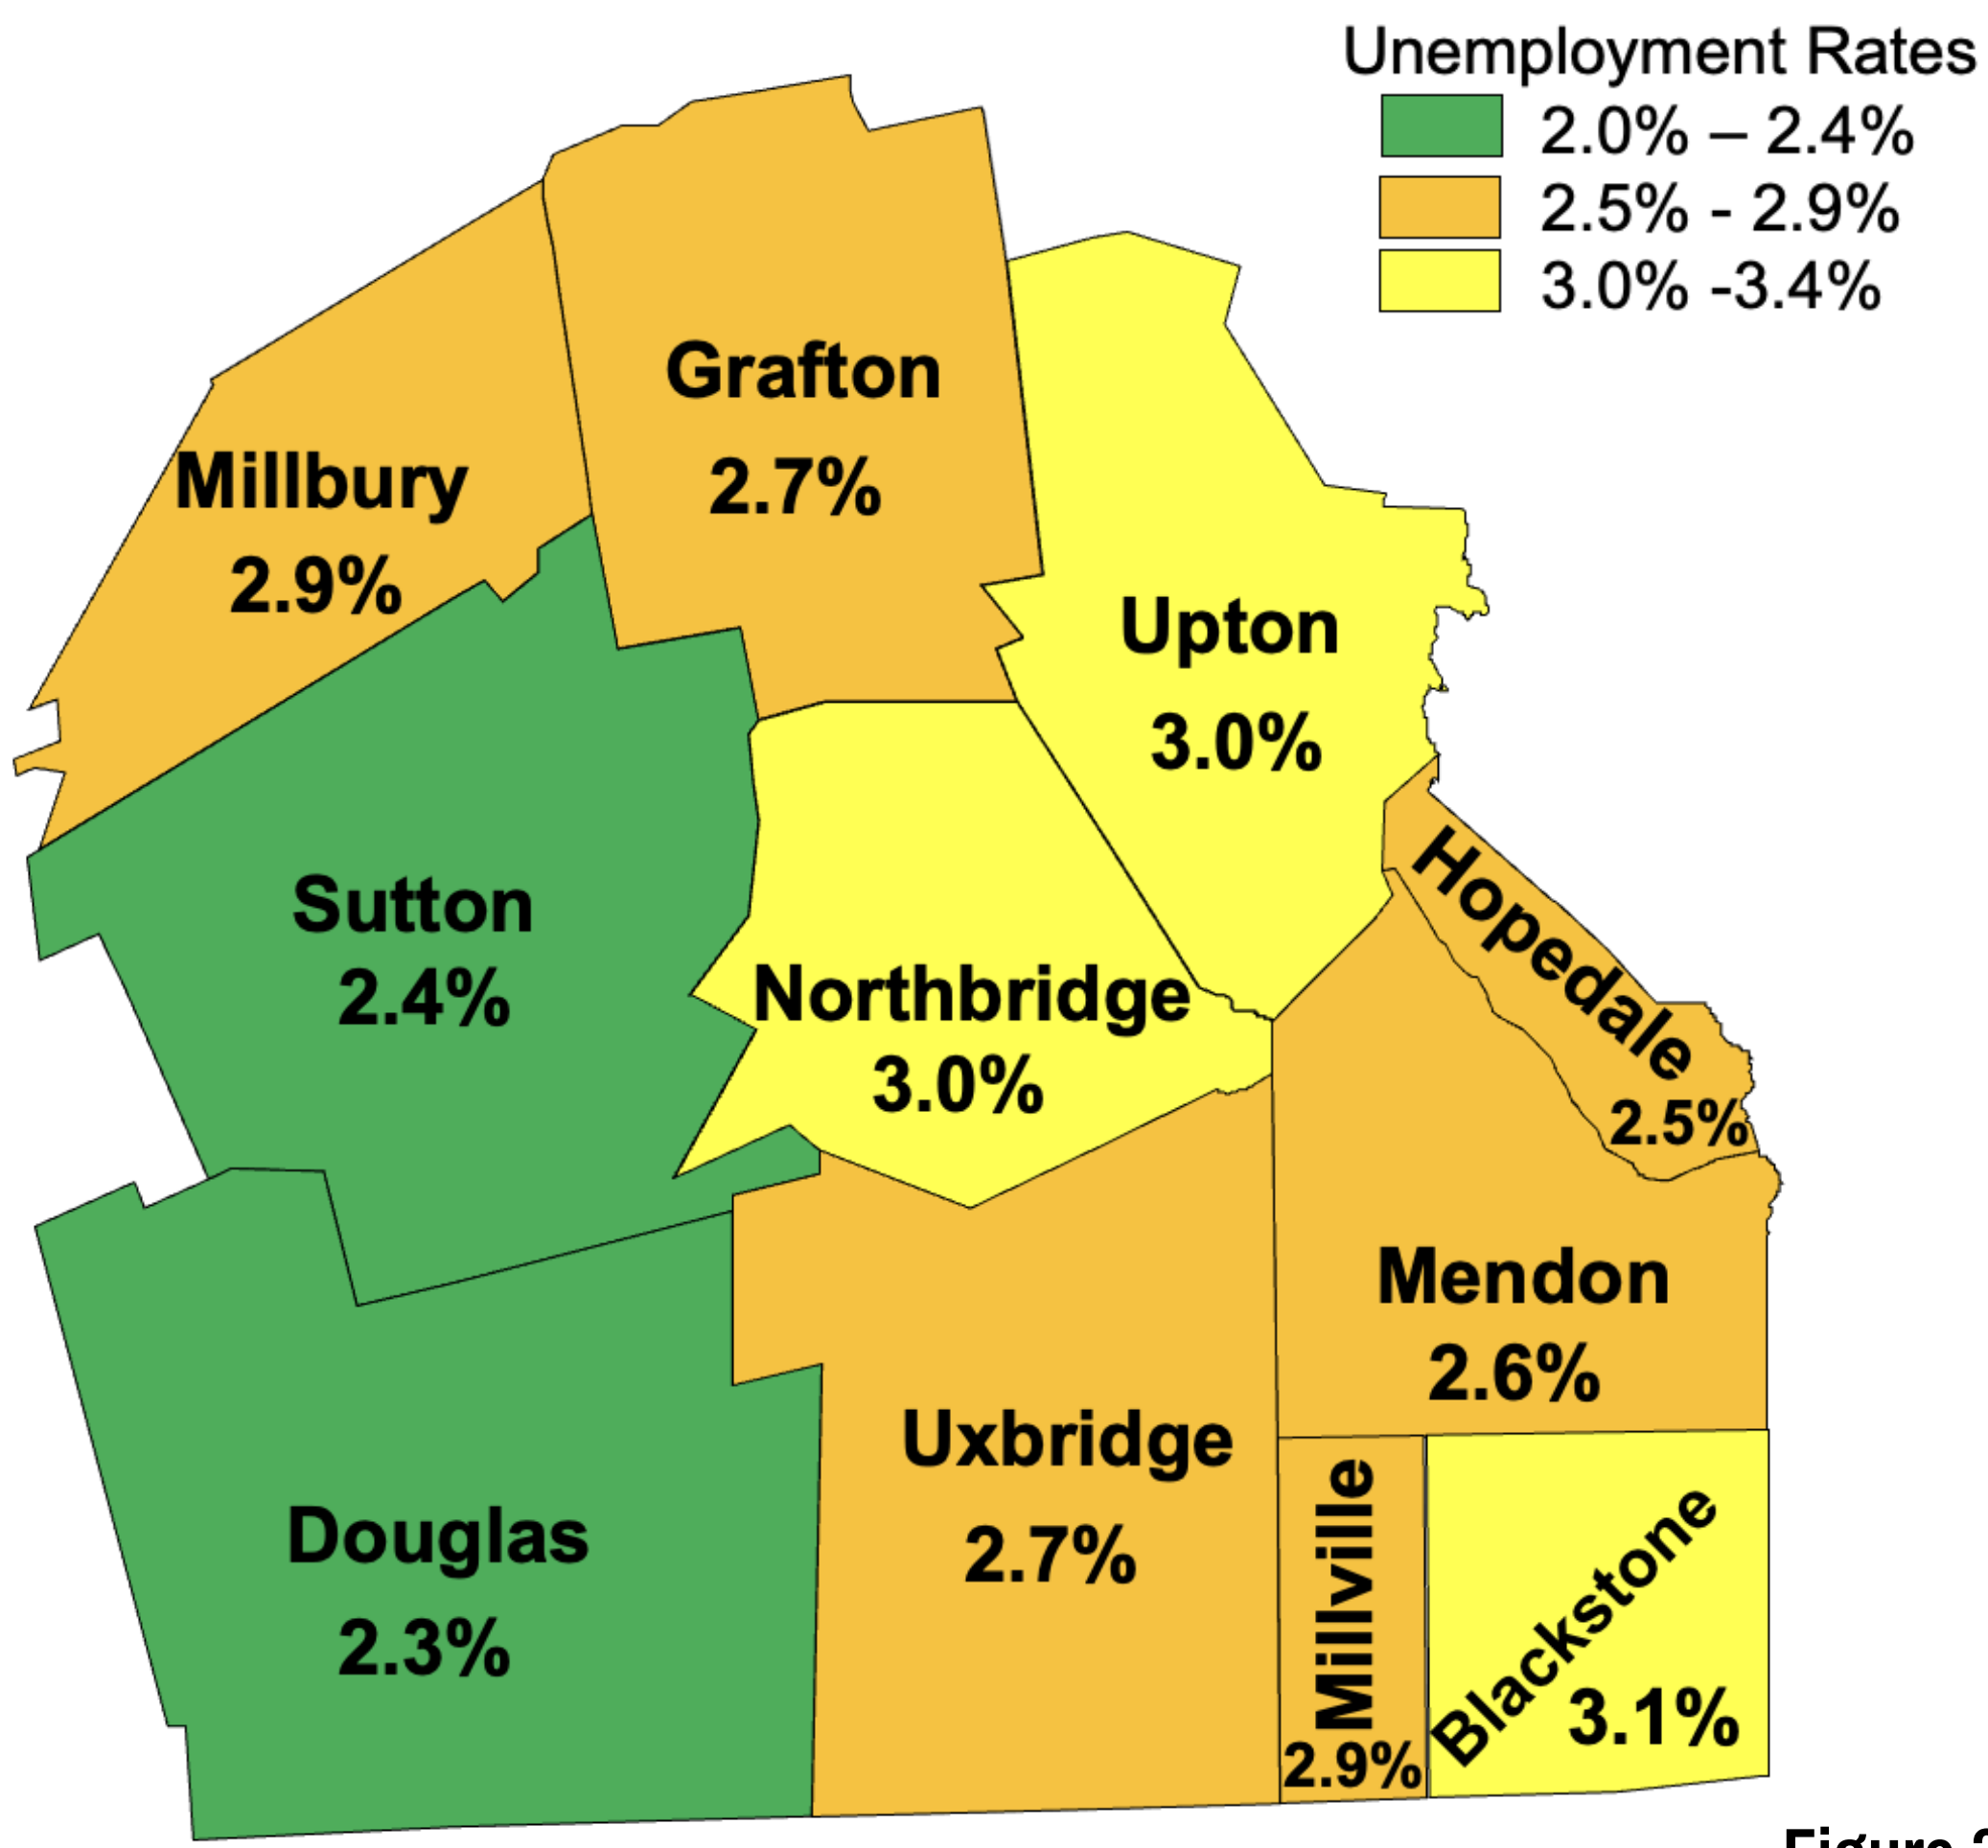 Unemployment Rates
2.0% – 2.4%
2.5% - 2.9%
3.0% -3.4%
Grafton
2.7%
Millbury
2.9%
Upton
3.0%
Hopedale
2.5%
Sutton
2.4%
Northbridge
3.0%
Mendon
2.6%
Uxbridge
2.7%
Douglas
2.3%
Millville
2.9%
Blackstone
3.1%
Figure